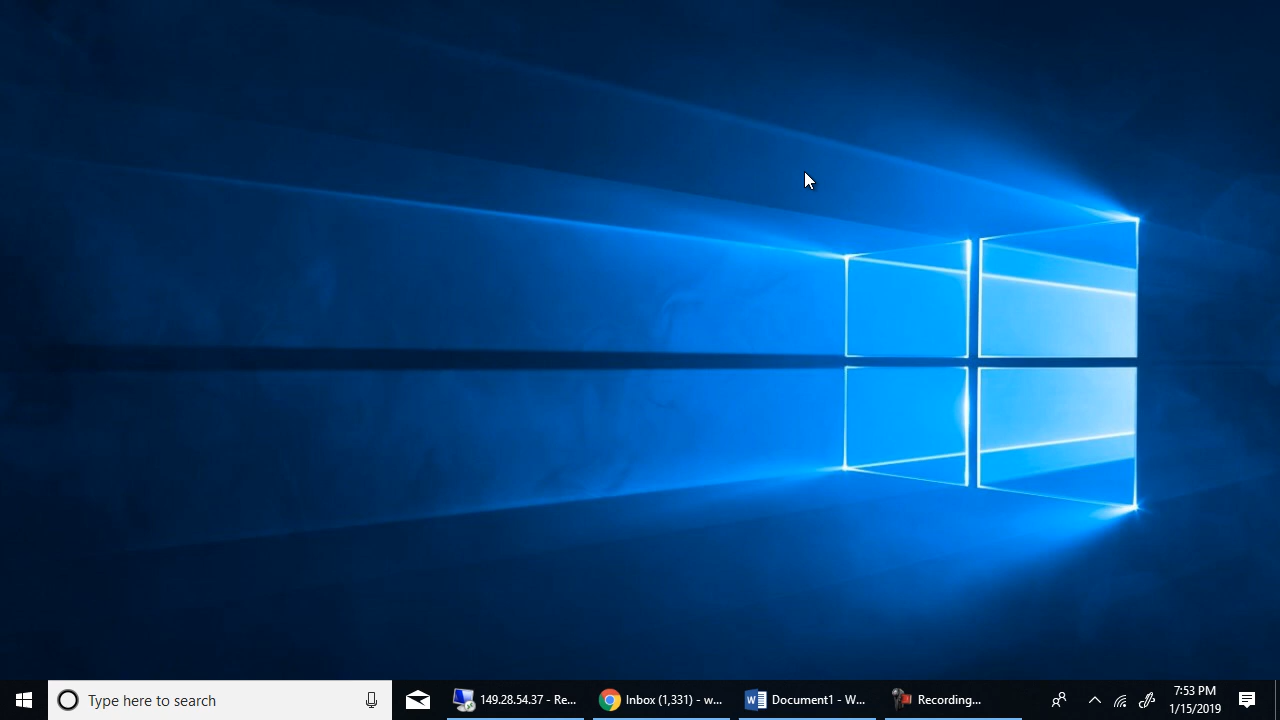 Type here to search
149.28.54.37 - Re...
Inbox (1,331) - w...
Document1 - W...
Recording...
7:53 PM
1/15/2019